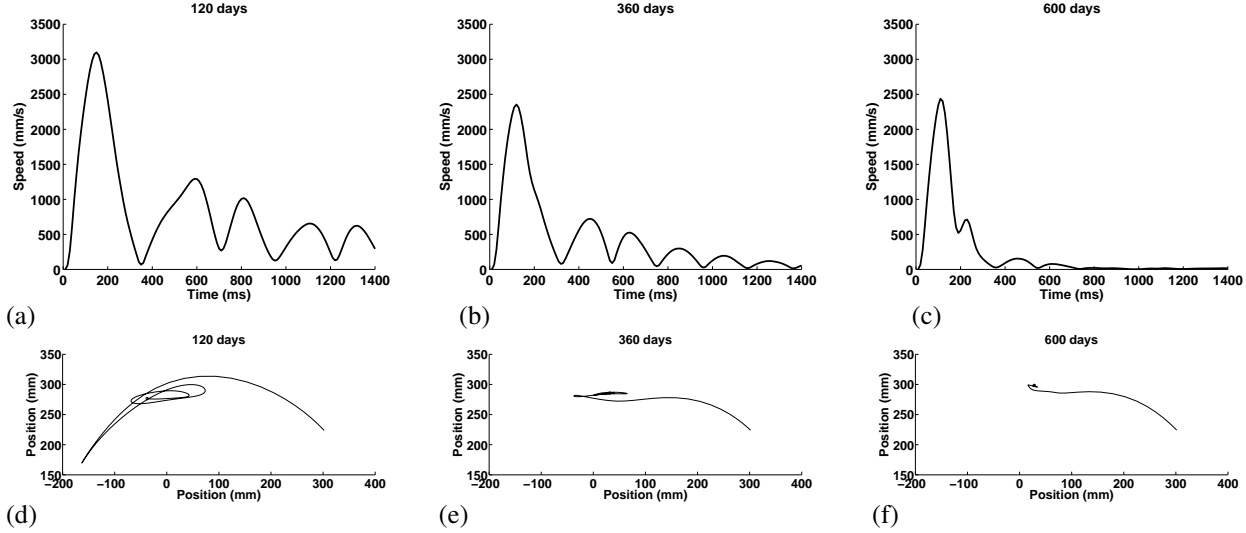 120 days
360 days
600 days
3500
3000
2500
2000
1500
1000
500
0
Speed (mm/s)
0 200 400 600 800 1000 1200 1400
Time (ms)
(a)
3500
3000
2500
2000
1500
1000
500
0
Speed (mm/s)
0 200 400 600 800 1000 1200 1400
Time (ms)
(b)
3500
3000
2500
2000
1500
1000
500
0
Speed (mm/s)
0 200 400 600 800 1000 1200 1400
Time (ms)
(c)
120 days
350
300
250
200
150
Position (mm)
−200 −100 0 100 200 300 400
Position (mm)
(d)
360 days
350
300
250
200
150
Position (mm)
−200 −100 0 100 200 300 400
Position (mm)
(e)
600 days
350
300
250
200
150
Position (mm)
−200 −100 0 100 200 300 400
Position (mm)
(f)